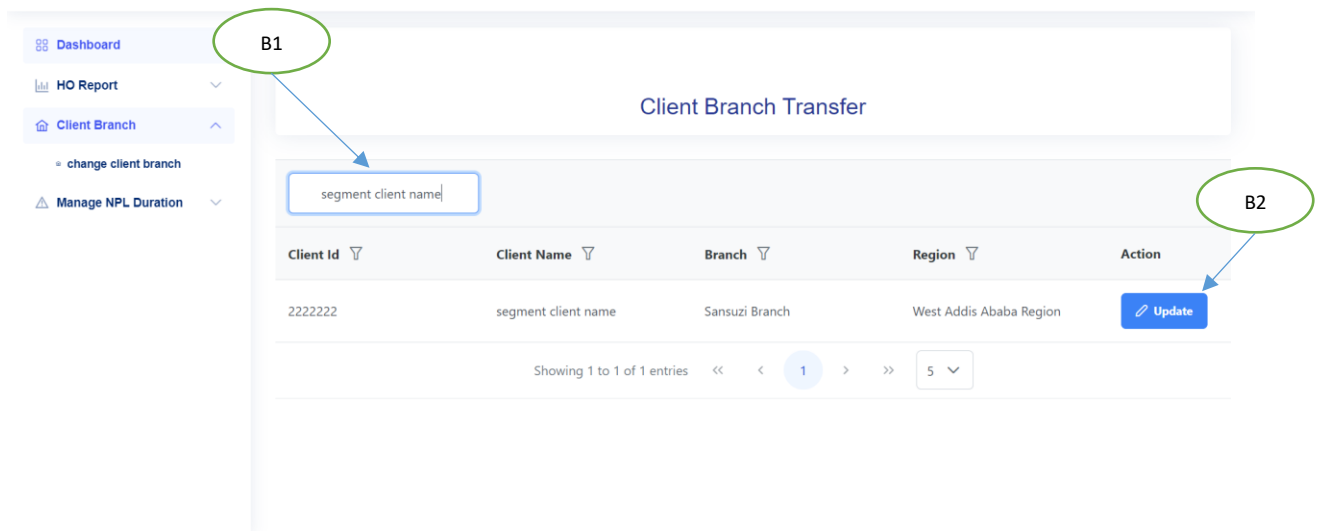 Dashboard
HO Report
Client Branch
change client branch
Manage NPL Duration
B1
Client Branch Transfer
segment client name
B2
Client Id Client Name Branch Region Action
2222222 segment client name Sansuzi Branch West Addis Ababa Region Update
Showing 1 to 1 of 1 entries << < 1 > >> 5